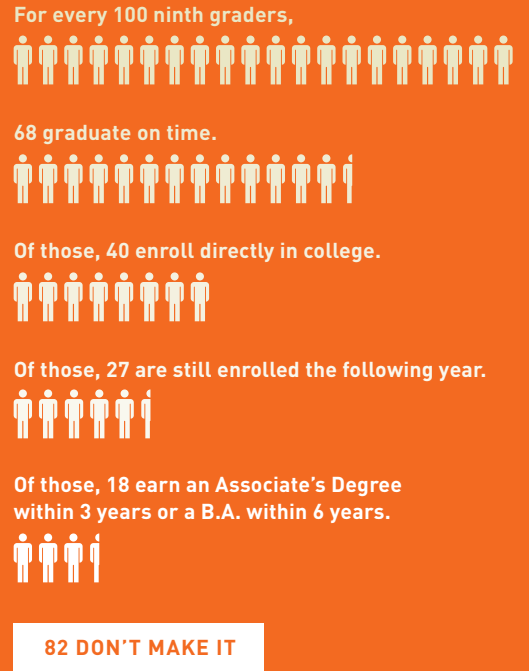 For every 100 ninth graders,
68 graduate on time.
Of those, 40 enroll directly in college.
Of those, 27 are still enrolled the following year.
Of those, 18 earn an Associate's Degree
within 3 years or a B.A. within 6 years.
82 DON'T MAKE IT